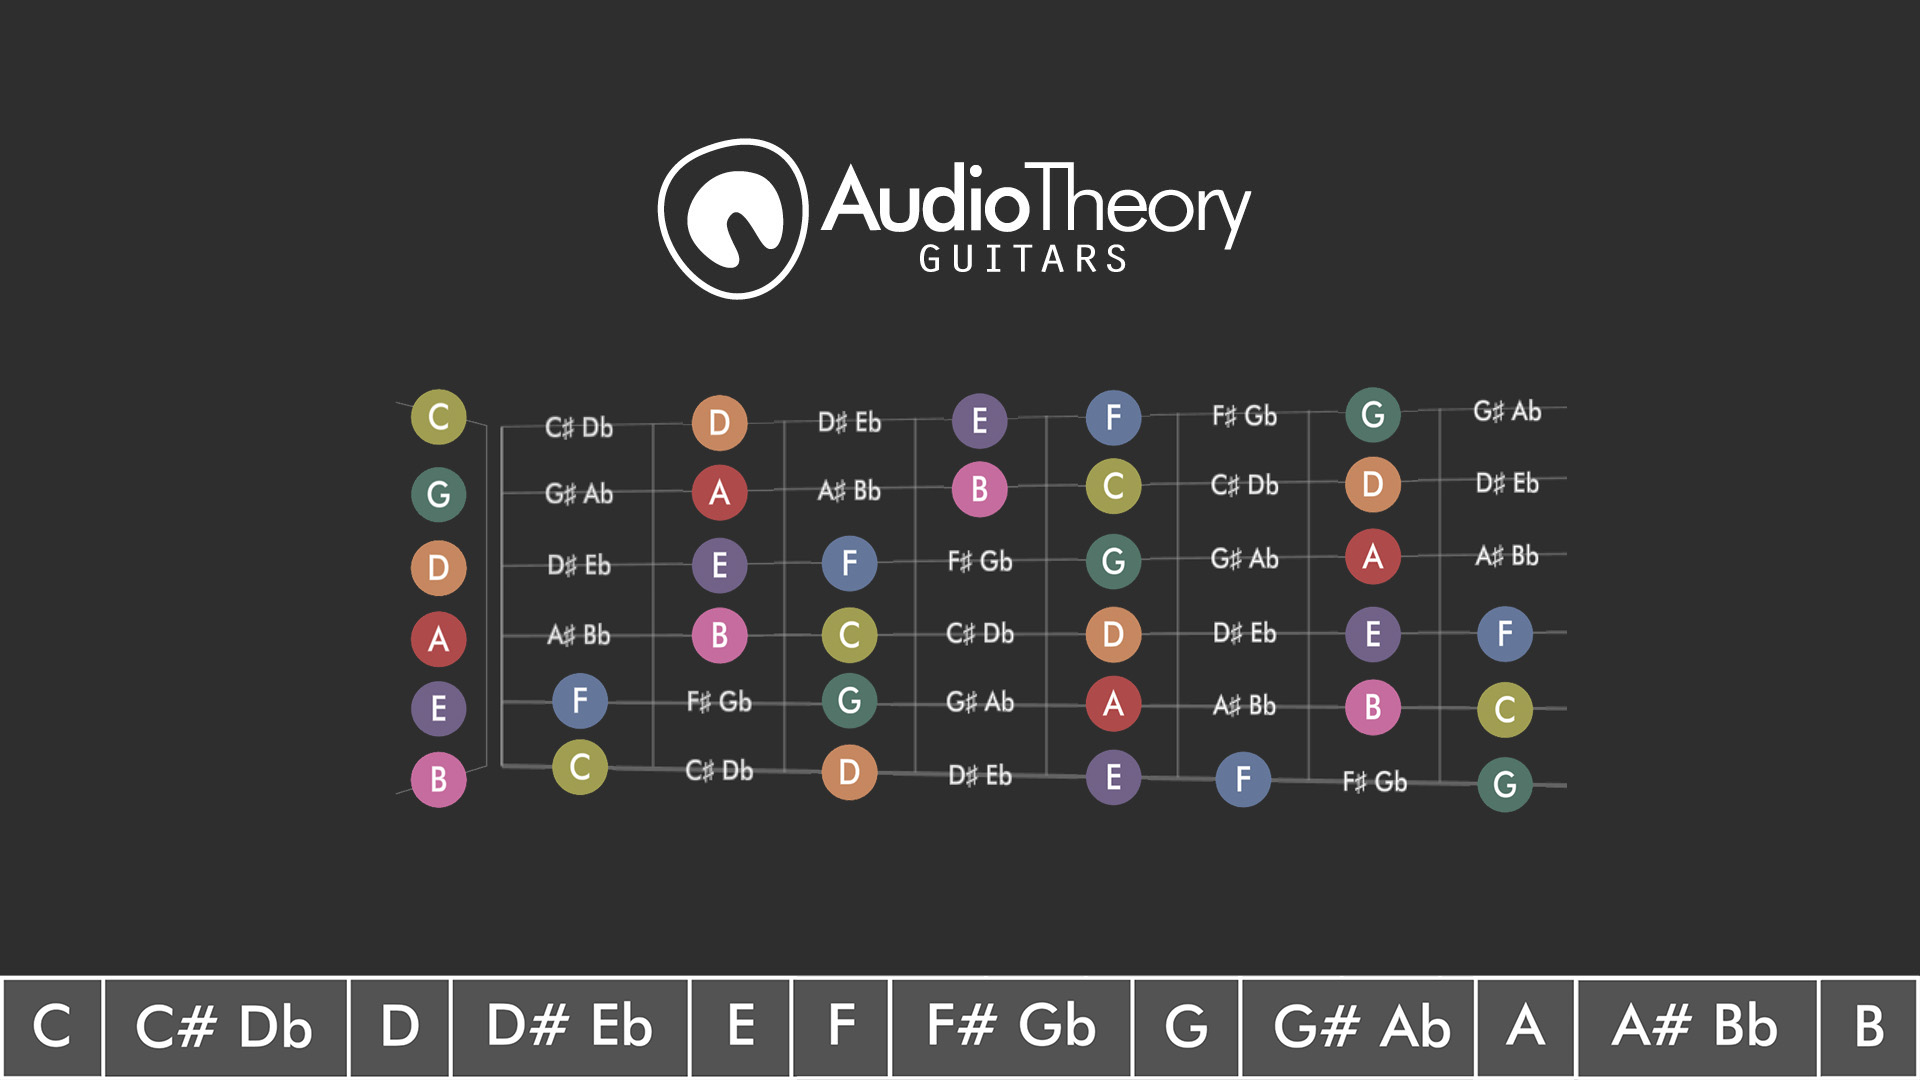 AudioTheory
GUITARS
C C♯ Db D D♯ Eb E F F♯ Gb G G♯ Ab
G G♯ Ab A A♯ Bb B C C♯ Db D D♯ Eb
D D♯ Eb E F F♯ Gb G G♯ Ab A A♯ Bb
A A♯ Bb B C C♯ Db D D♯ Eb E F
E F F♯ Gb G G♯ Ab A A♯ Bb B C
B C C♯ Db D D♯ Eb E F F♯ Gb G
C C# Db D D# Eb E F F# Gb G G# Ab A A# Bb B